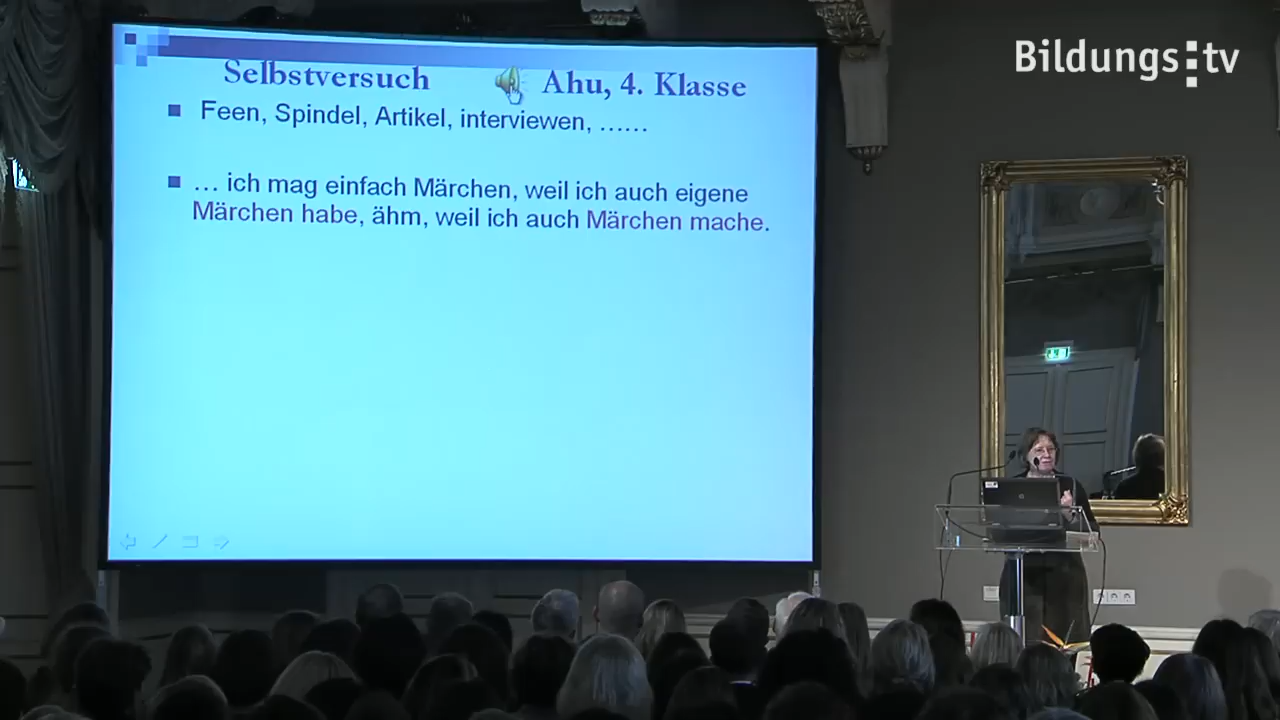 Bildungs:tv
Selbstversuch Ahu, 4. Klasse
Feen, Spindel, Artikel, interviewen, ......
... ich mag einfach Märchen, weil ich auch eigene
Märchen habe, ähm, weil ich auch Märchen mache.